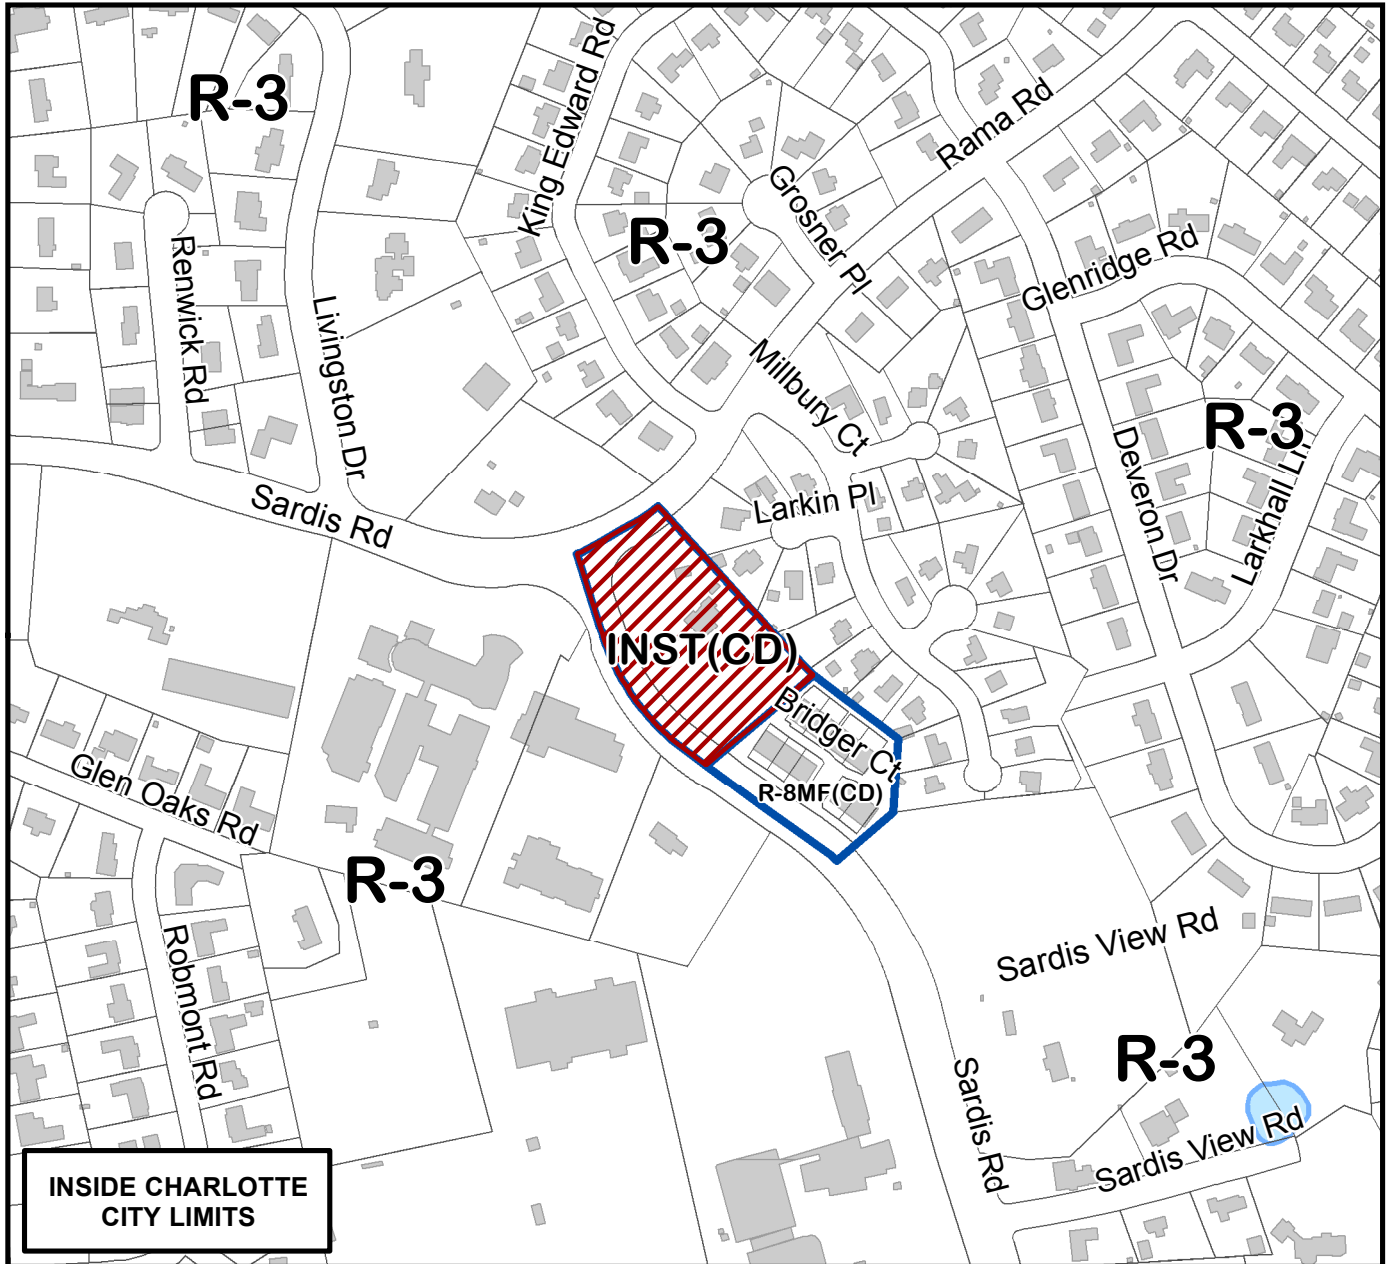 R-3
King Edward Rd
Rama Rd
Grosner Pl
R-3
Renwick Rd
Glenridge Rd
Livingston Dr
Millbury Ct
R-3
Deveron Dr
Larkhall Ln
Sardis Rd
Larkin Pl
INST(CD)
Bridger Ct
R-8MF(CD)
Glen Oaks Rd
R-3
Robmont Rd
Sardis View Rd
R-3
Sardis Rd
Sardis View Rd
INSIDE CHARLOTTE
CITY LIMITS